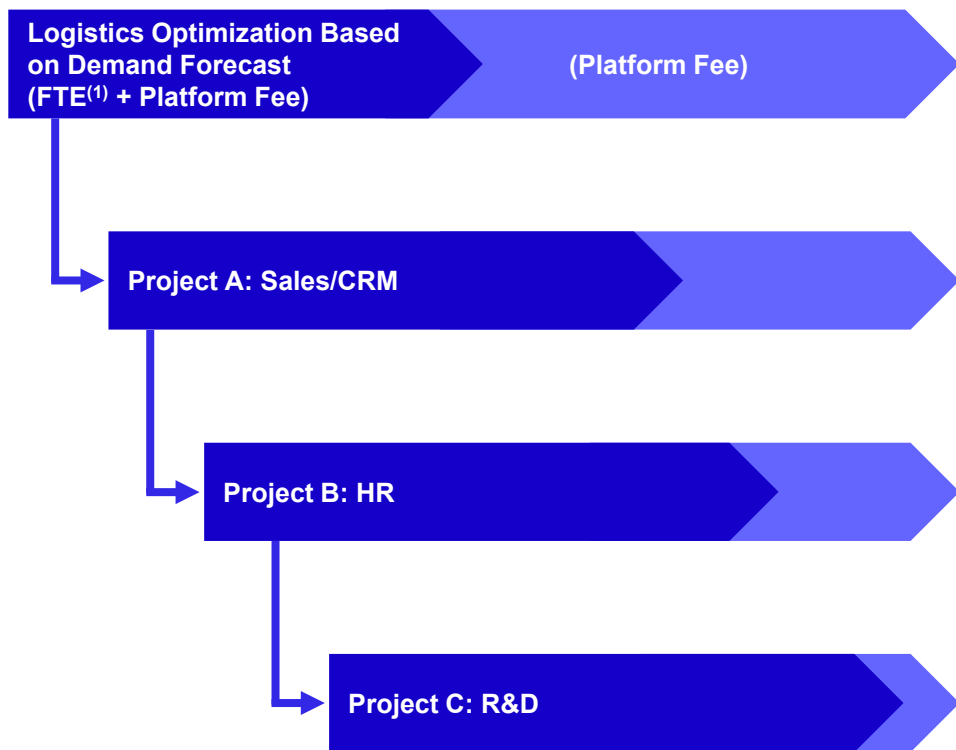 Logistics Optimization Based
on Demand Forecast
(FTE(1) + Platform Fee)
(Platform Fee)
Project A: Sales/CRM
Project B: HR
Project C: R&D